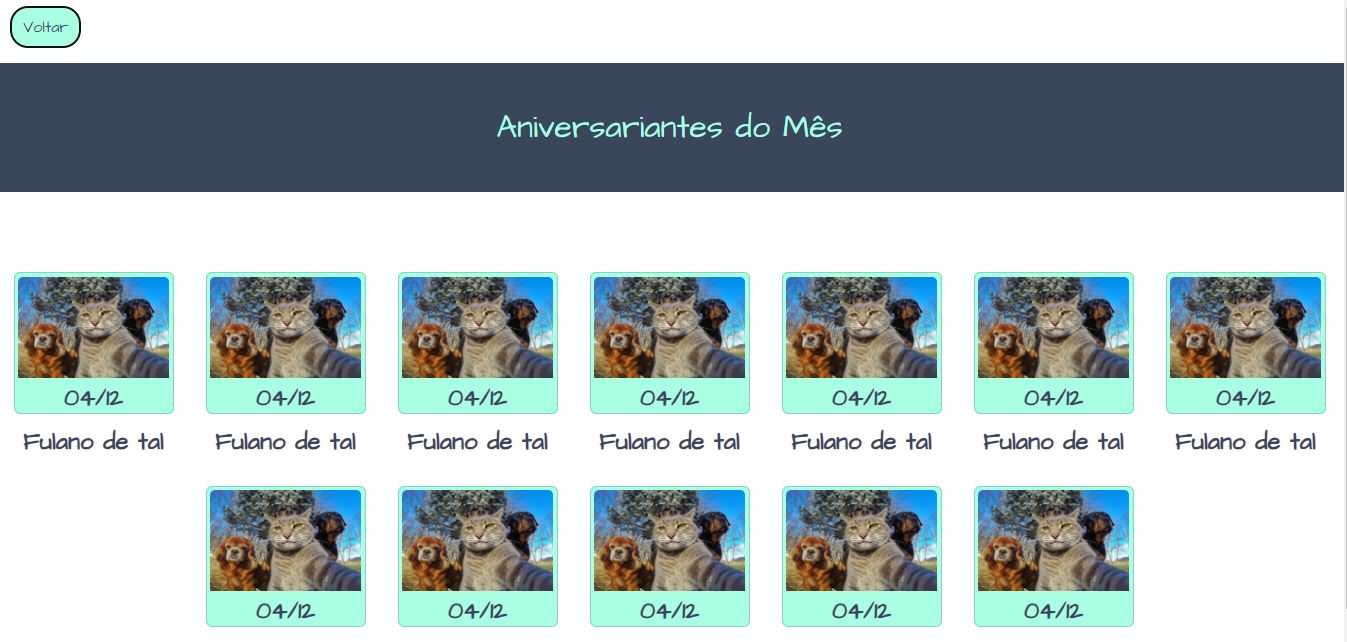 Voltar
Aniversariantes do Mês
04/12 04/12 04/12 04/12 04/12 04/12 04/12
Fulano de tal Fulano de tal Fulano de tal Fulano de tal Fulano de tal Fulano de tal Fulano de tal
04/12 04/12 04/12 04/12 04/12